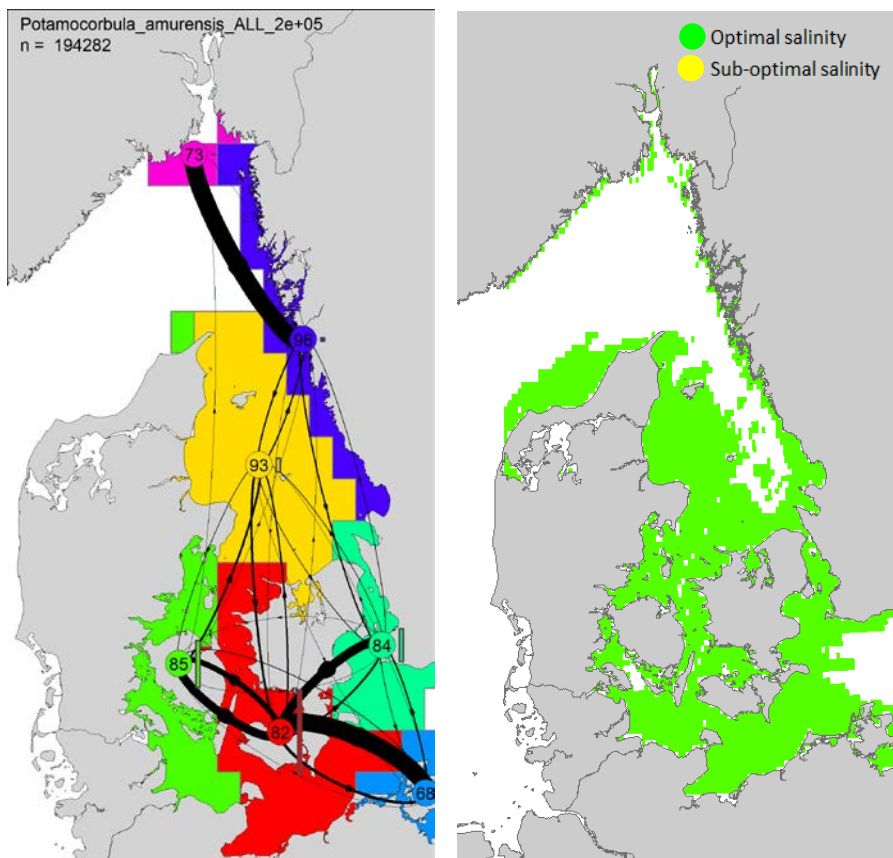 Potamocorbula_amurensis_ALL_2e+05
n = 194282
73
96
93
85
84
82
68
Optimal salinity
Sub-optimal salinity